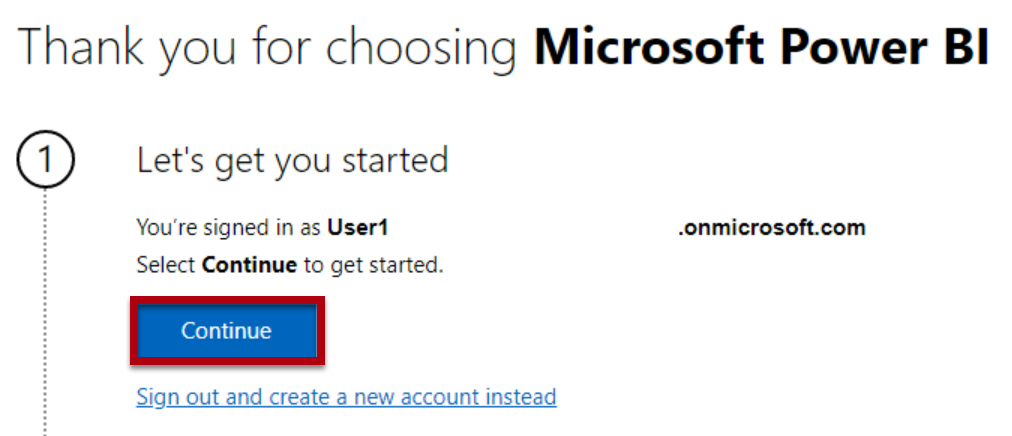 Thank you for choosing Microsoft Power BI
1
Let's get you started
You're signed in as User1 .onmicrosoft.com
Select Continue to get started.
Continue
Sign out and create a new account instead